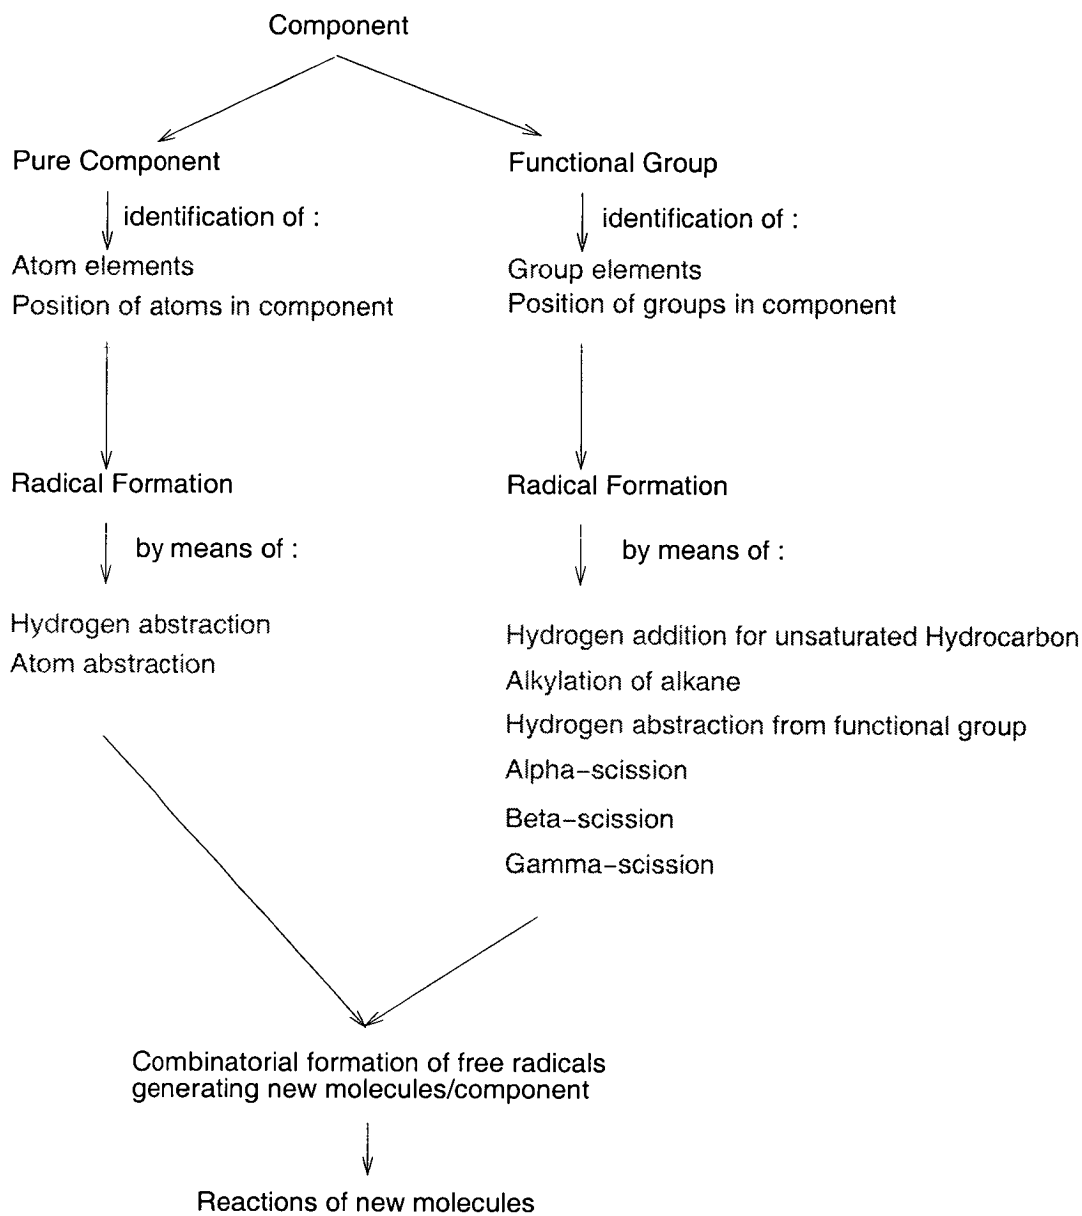 Component
Pure Component
Functional Group
identification of :
identification of :
Atom elements
Position of atoms in component
Group elements
Position of groups in component
Radical Formation
Radical Formation
by means of :
by means of :
Hydrogen abstraction
Atom abstraction
Hydrogen addition for unsaturated Hydrocarbon
Alkylation of alkane
Hydrogen abstraction from functional group
Alpha–scission
Beta–scission
Gamma–scission
Combinatorial formation of free radicals
generating new molecules/component
Reactions of new molecules